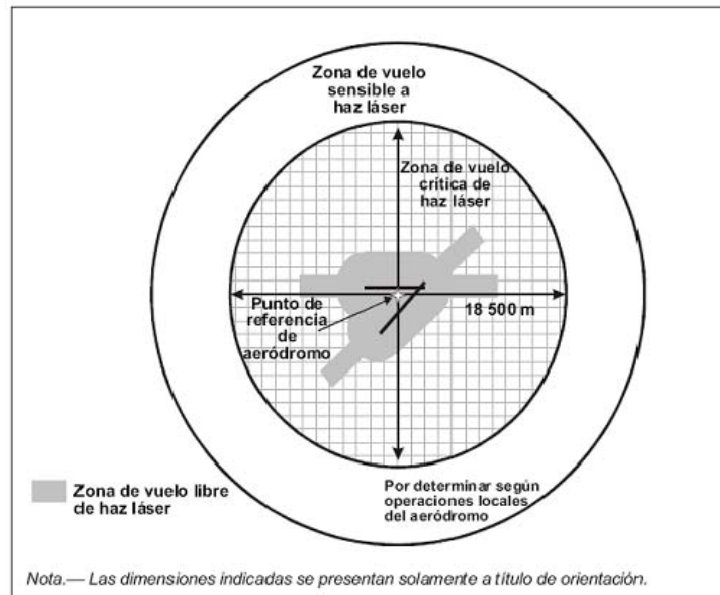 Zona de vuelo
sensible a
haz láser
Zona de vuelo
crítica de
haz láser
Punto de
referencia
de
aeródromo
18 500 m
Zona de vuelo libre
de haz láser
Por determinar según
operaciones locales
del aeródromo
Nota.— Las dimensiones indicadas se presentan solamente a título de orientación.